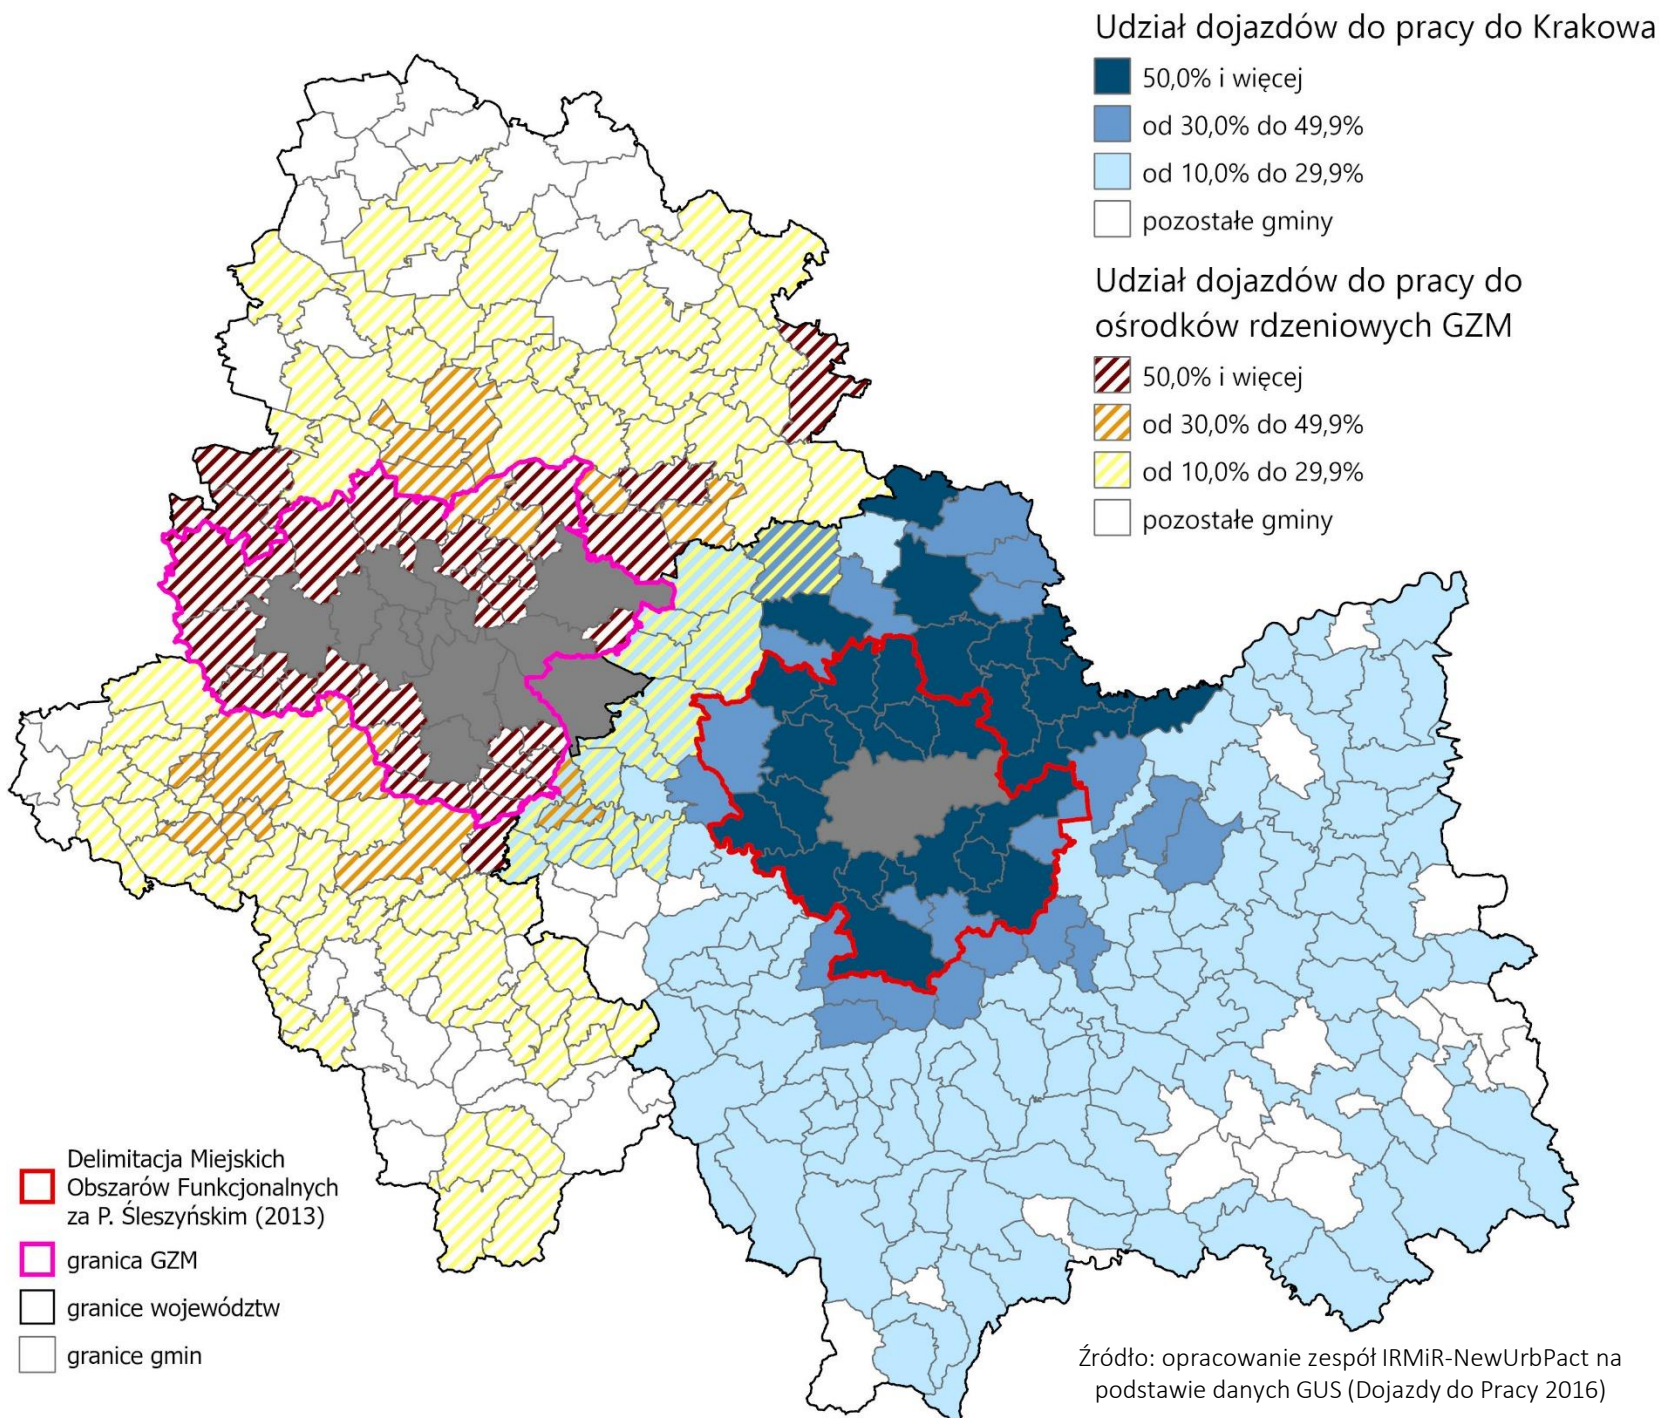 Udział dojazdów do pracy do Krakowa
50,0% i więcej
od 30,0% do 49,9%
od 10,0% do 29,9%
pozostałe gminy
Udział dojazdów do pracy do
ośrodków rdzeniowych GZM
50,0% i więcej
od 30,0% do 49,9%
od 10,0% do 29,9%
pozostałe gminy
Delimitacja Miejskich
Obszarów Funkcjonalnych
za P. Śleszyńskim (2013)
granica GZM
granice województw
granice gmin
Źródło: opracowanie zespół IRMiR-NewUrbPact na
podstawie danych GUS (Dojazdy do Pracy 2016)